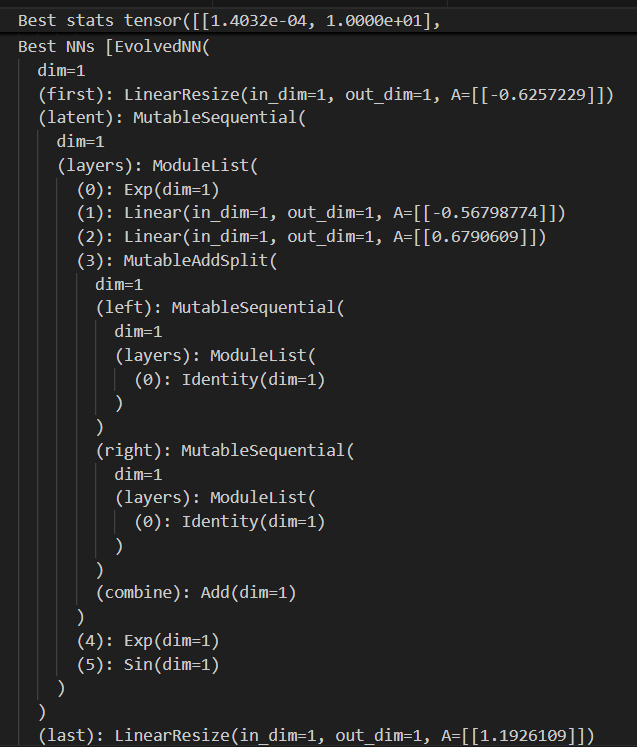 Best stats tensor([[1.4032e-04, 1.0000e+01],
Best NNs [EvolvedNN(
dim=1
(first): LinearResize(in_dim=1, out_dim=1, A=[[-0.6257229]])
(latent): MutableSequential(
dim=1
(layers): ModuleList(
(0): Exp(dim=1)
(1): Linear(in_dim=1, out_dim=1, A=[[-0.56798774]])
(2): Linear(in_dim=1, out_dim=1, A=[[0.6790609]])
(3): MutableAddSplit(
dim=1
(left): MutableSequential(
dim=1
(layers): ModuleList(
(0): Identity(dim=1)
)
)
(right): MutableSequential(
dim=1
(layers): ModuleList(
(0): Identity(dim=1)
)
)
(combine): Add(dim=1)
)
(4): Exp(dim=1)
(5): Sin(dim=1)
)
)
(last): LinearResize(in_dim=1, out_dim=1, A=[[1.1926109]])